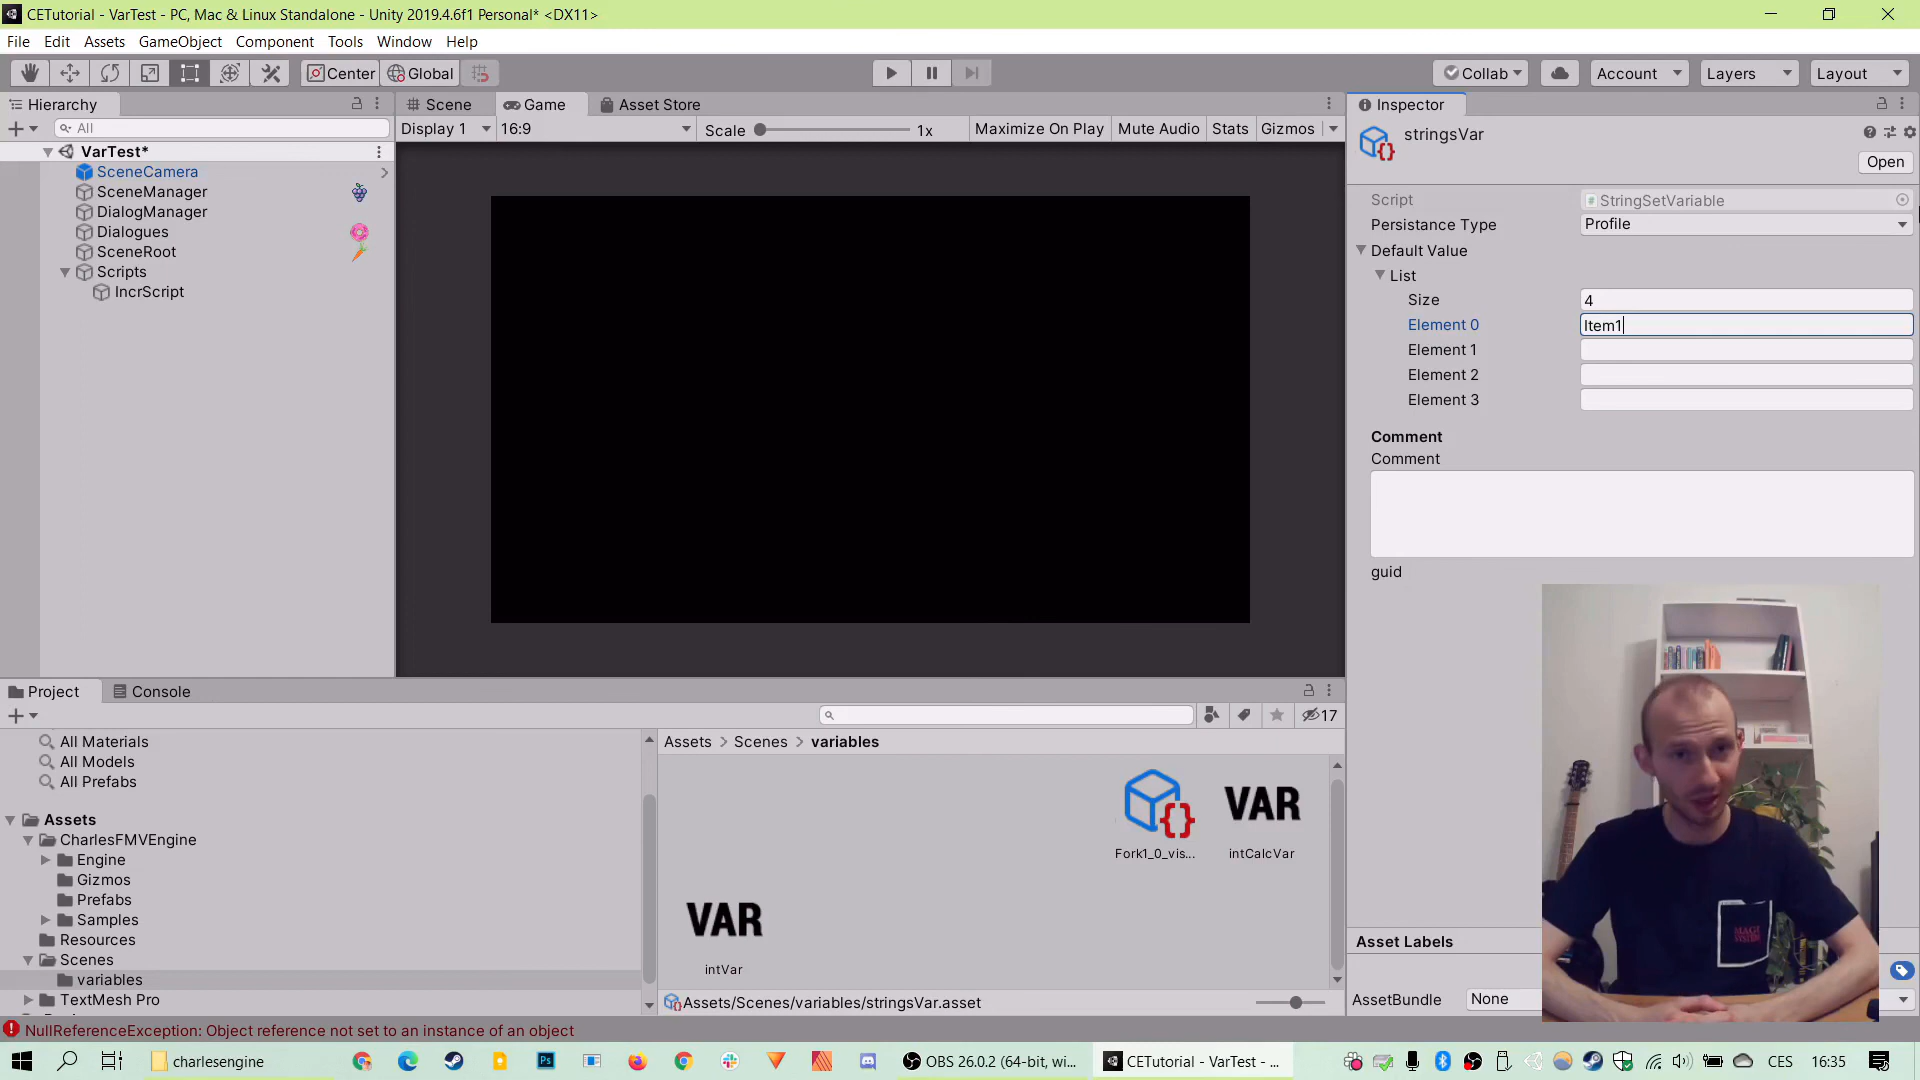 CETutorial - VarTest - PC, Mac & Linux Standalone - Unity 2019.4.6f1 Personal* <DX11>
File Edit Assets GameObject Component Tools Window Help
Center Global Collab Account Layers Layout
Hierarchy
All
VarTest*
SceneCamera
SceneManager
DialogManager
Dialogues
SceneRoot
Scripts
IncrScript
Scene Game Asset Store
Display 1 16:9 Scale 1x Maximize On Play Mute Audio Stats Gizmos
Inspector
stringsVar
Open
Script StringSetVariable
Persistance Type Profile
Default Value
List
Size 4
Element 0 Item1
Element 1
Element 2
Element 3
Comment
Comment
guid
Asset Labels
AssetBundle None
Project Console
17
All Materials
All Models
All Prefabs
Assets
CharlesFMVEngine
Engine
Gizmos
Prefabs
Samples
Resources
Scenes
variables
TextMesh Pro
Assets > Scenes > variables
VAR
Fork1_0_vis... intCalcVar
VAR
intVar
Assets/Scenes/variables/stringsVar.asset
MAGI SYSTEM
NullReferenceException: Object reference not set to an instance of an object
charlesengine OBS 26.0.2 (64-bit, wi... CETutorial - VarTest - ... CES 16:35